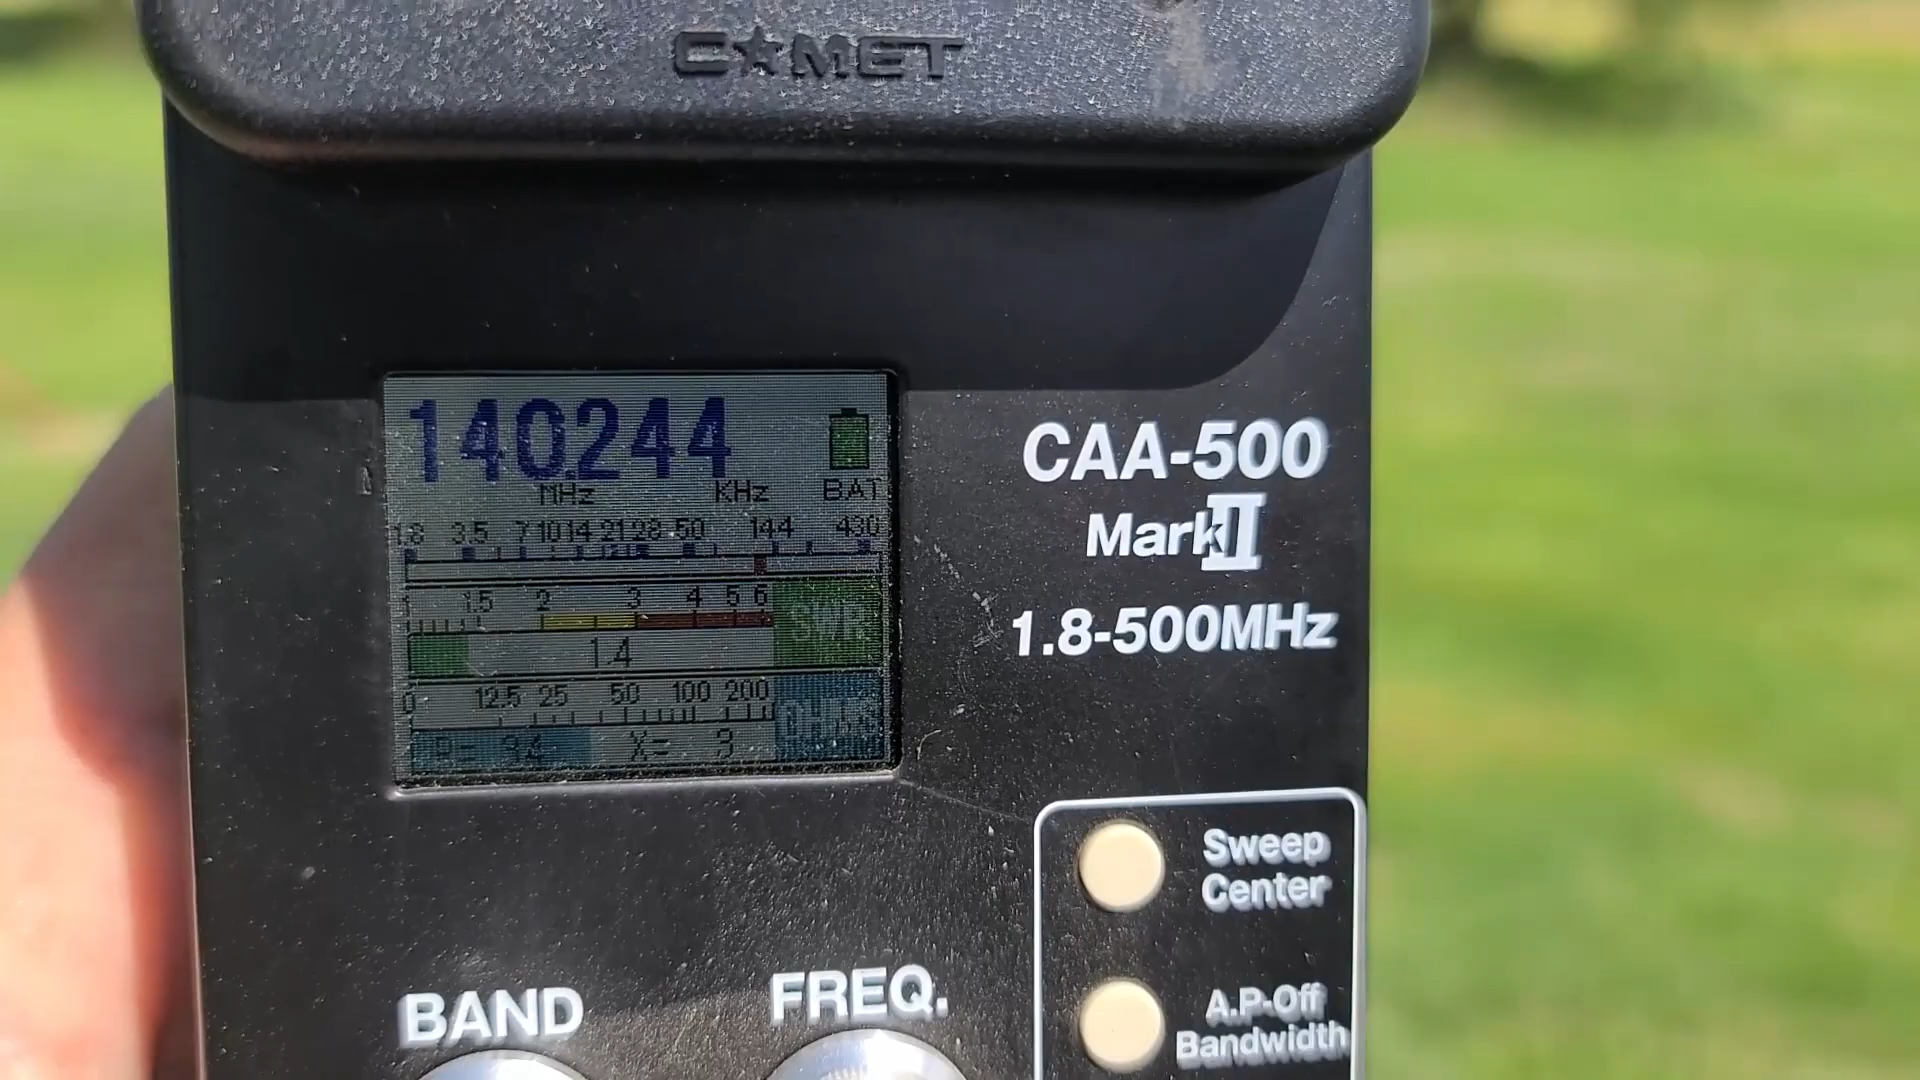 C★MET
140.244
MHz KHz BAT
1.8 3.5 7 10 14 21 28 50 144 430
1 1.5 2 3 4 5 6
SWR
1.4
0 12.5 25 50 100 200
OHMS
R= 34 X= 3
CAA-500
MarkII
1.8-500MHz
Sweep
Center
A.P-Off
Bandwidth
BAND
FREQ.